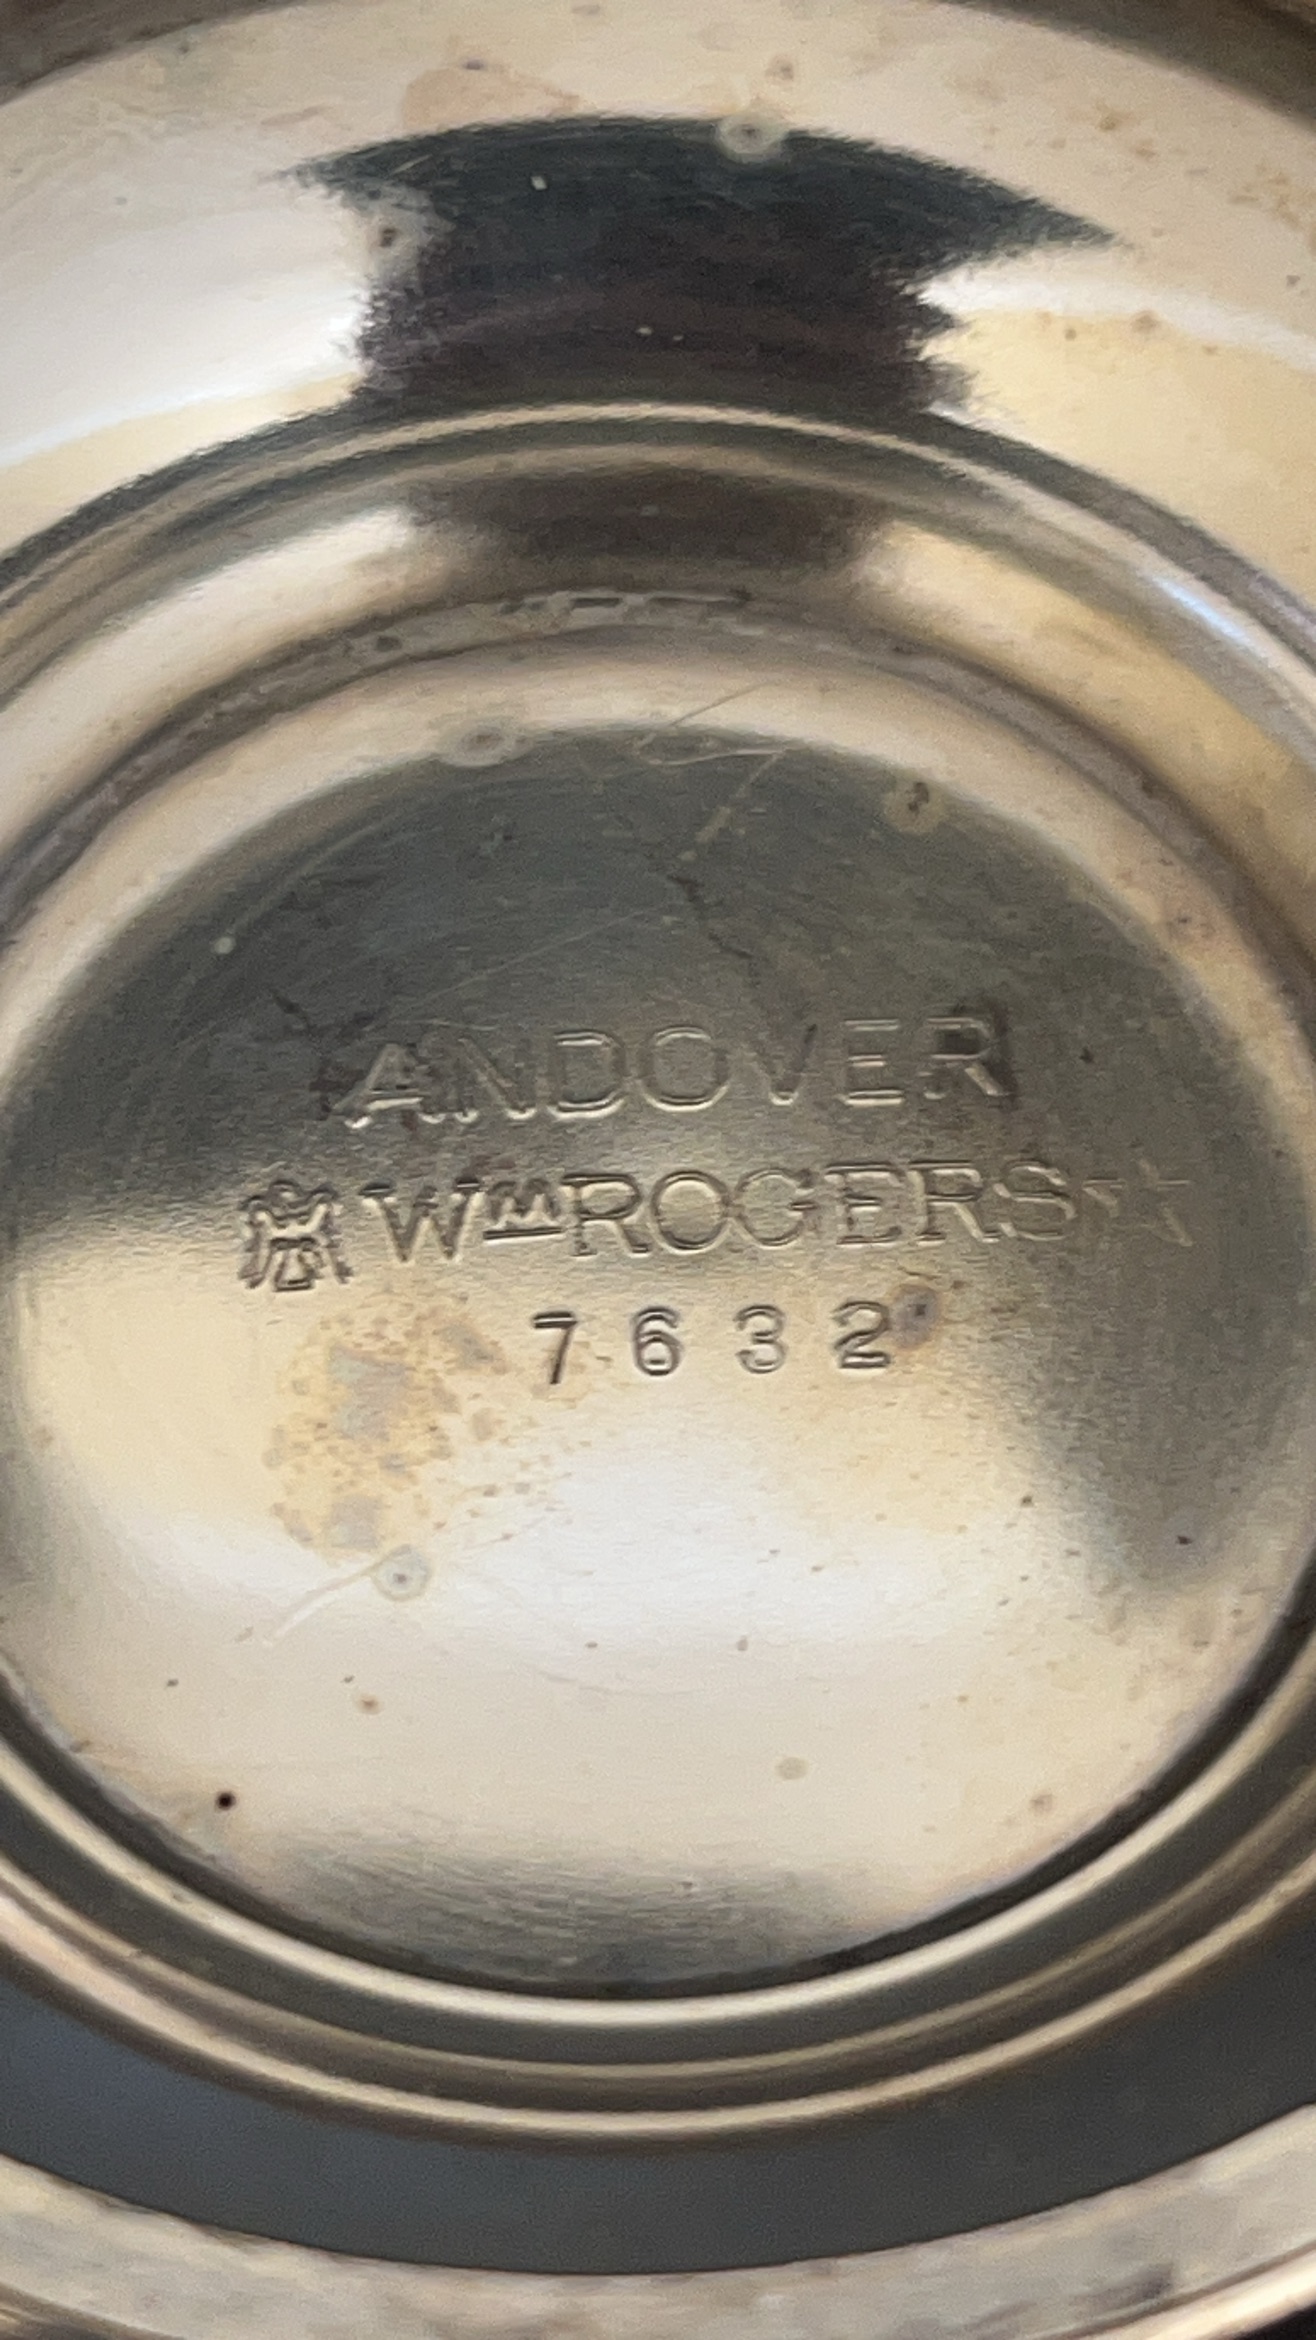 ANDOVER
Wm ROGERS ☆
7632